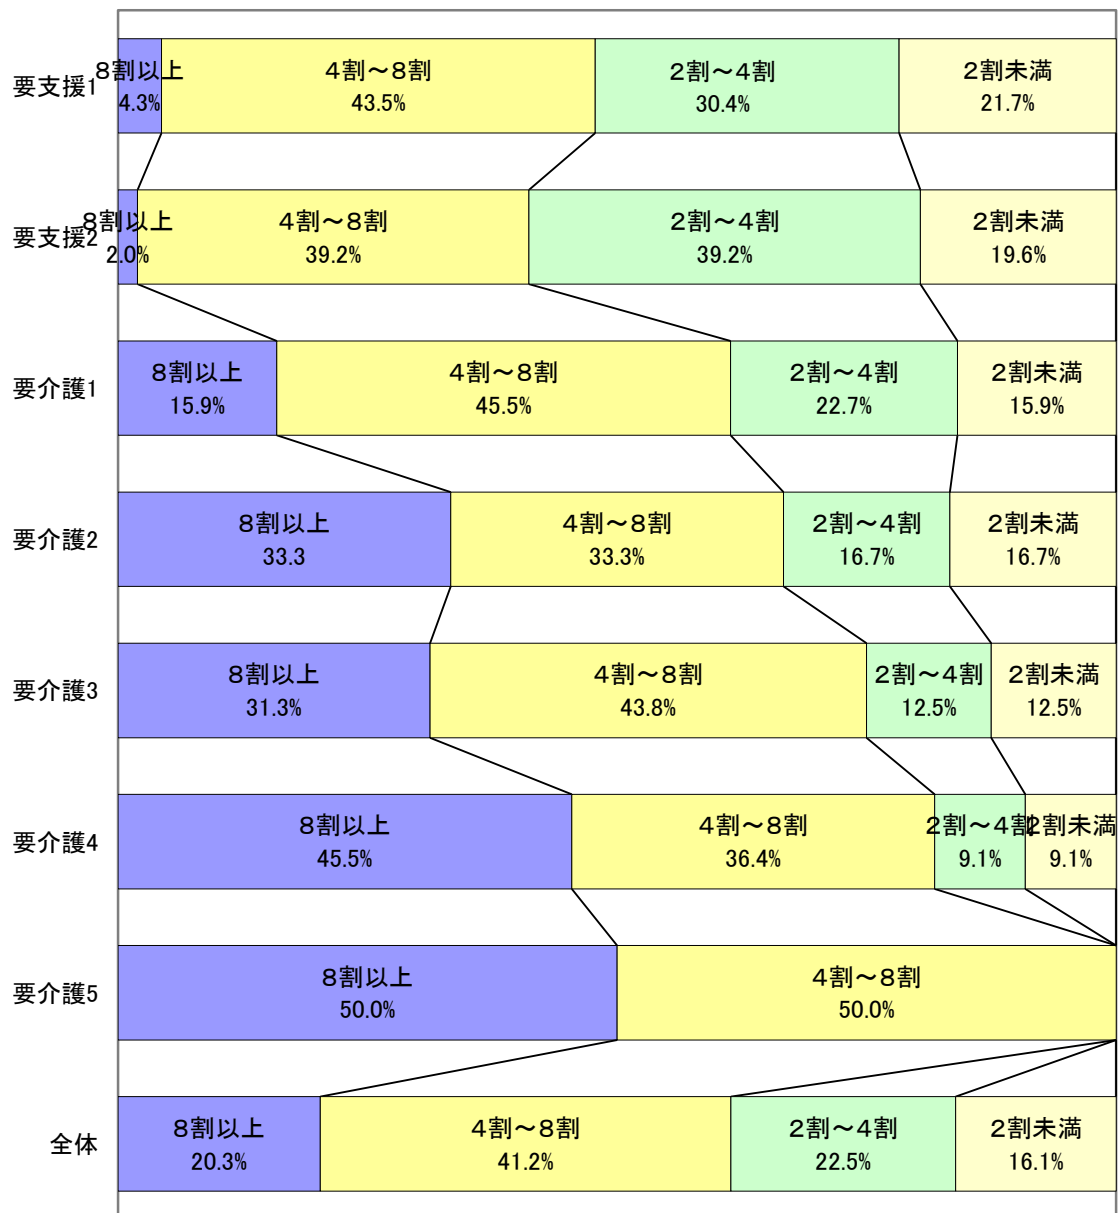 要支援1
8割以上
4割～8割
2割～4割
2割未満
4.3%
43.5%
30.4%
21.7%
要支援2
8割以上
4割～8割
2割～4割
2割未満
2.0%
39.2%
39.2%
19.6%
要介護1
8割以上
4割～8割
2割～4割
2割未満
15.9%
45.5%
22.7%
15.9%
要介護2
8割以上
4割～8割
2割～4割
2割未満
33.3
33.3%
16.7%
16.7%
要介護3
8割以上
4割～8割
2割～4割
2割未満
31.3%
43.8%
12.5%
12.5%
要介護4
8割以上
4割～8割
2割～4割
2割未満
45.5%
36.4%
9.1%
9.1%
要介護5
8割以上
4割～8割
50.0%
50.0%
全体
8割以上
4割～8割
2割～4割
2割未満
20.3%
41.2%
22.5%
16.1%